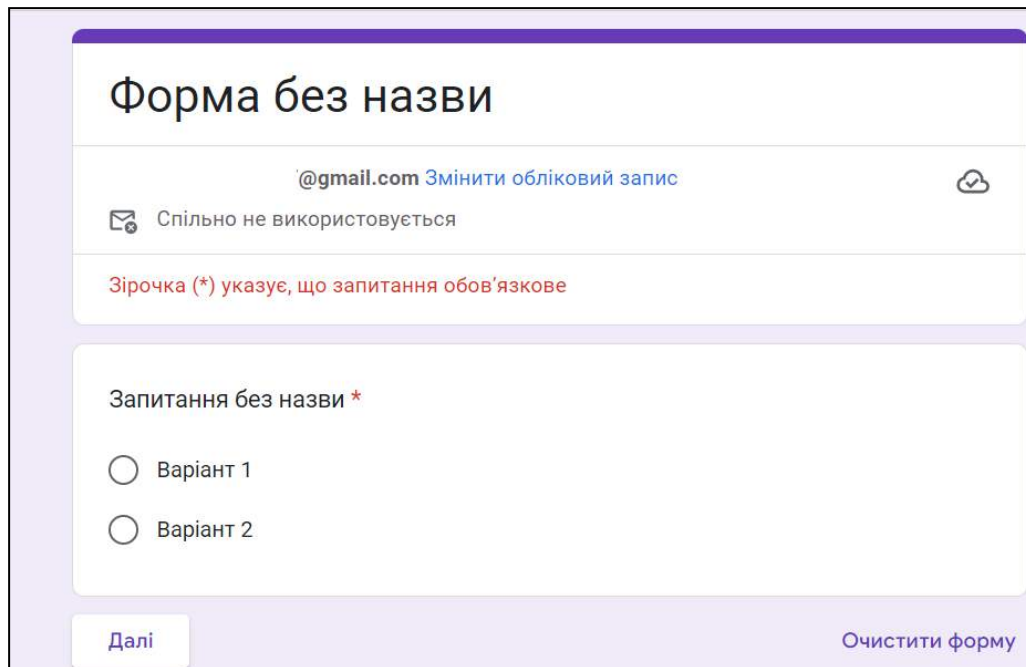 Форма без назви
@gmail.com Змінити обліковий запис
Спільно не використовується
Зірочка (*) указує, що запитання обов’язкове
Запитання без назви *
Варіант 1
Варіант 2
Далі
Очистити форму